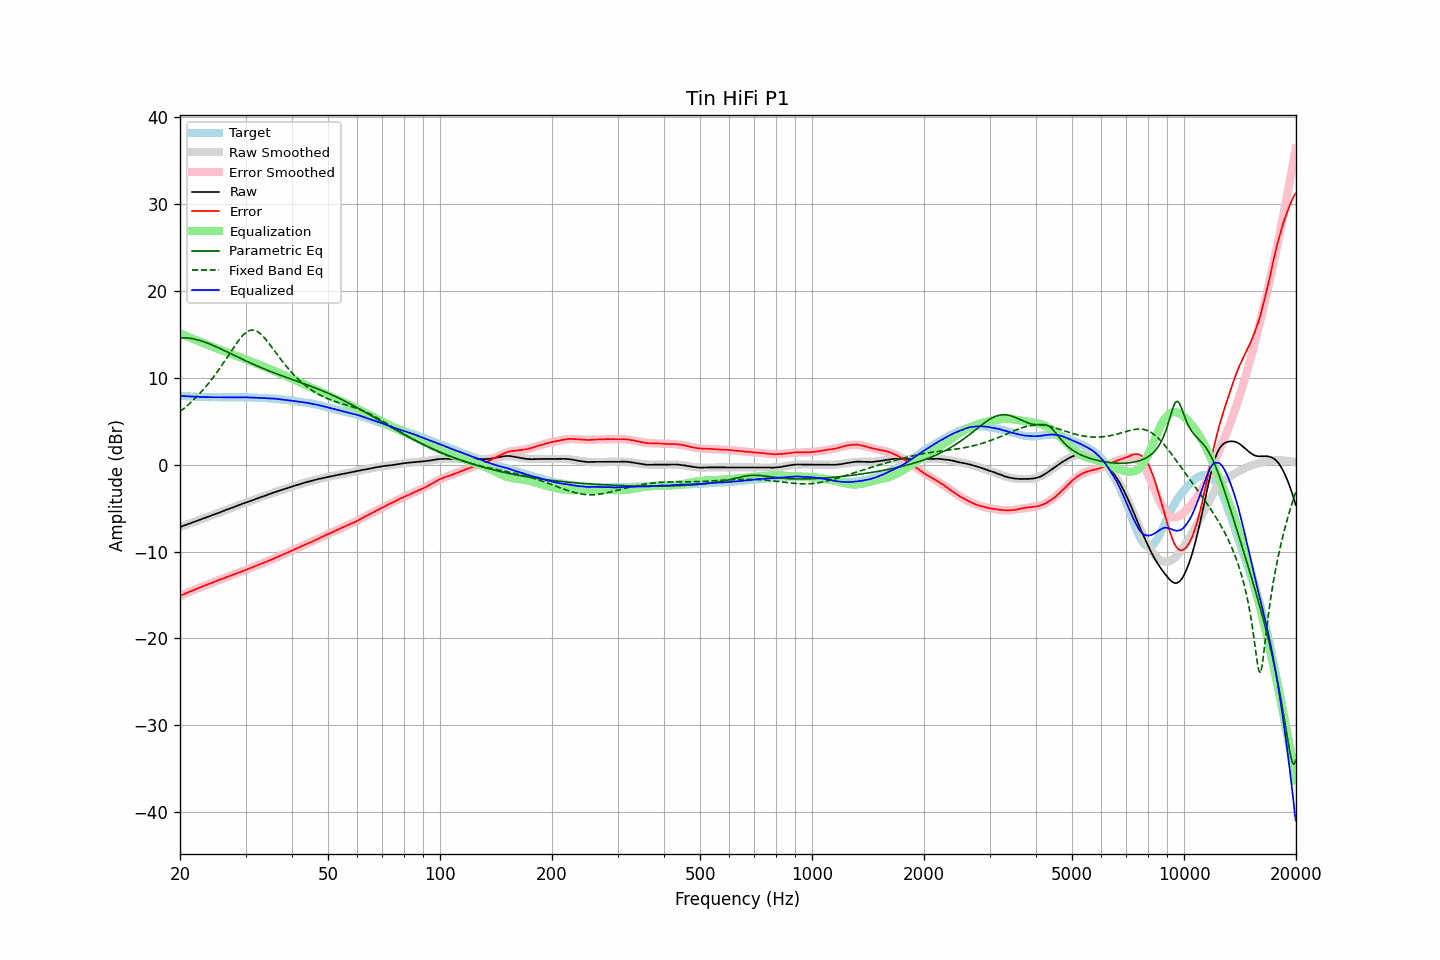 Tin HiFi P1
Amplitude (dBr)
40
30
20
10
0
−10
−20
−30
−40
Target
Raw Smoothed
Error Smoothed
Raw
Error
Equalization
Parametric Eq
Fixed Band Eq
Equalized
20 50 100 200 500 1000 2000 5000 10000 20000
Frequency (Hz)